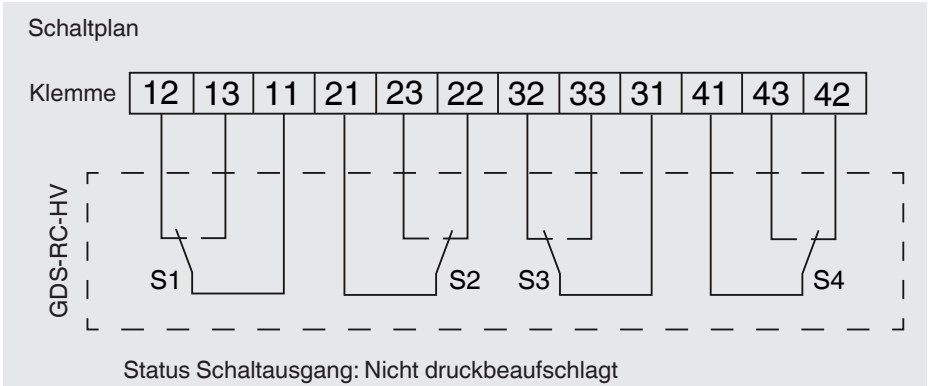 Schaltplan
Klemme 12 13 11 21 23 22 32 33 31 41 43 42
GDS-RC-HV
S1 S2 S3 S4
Status Schaltausgang: Nicht druckbeaufschlagt